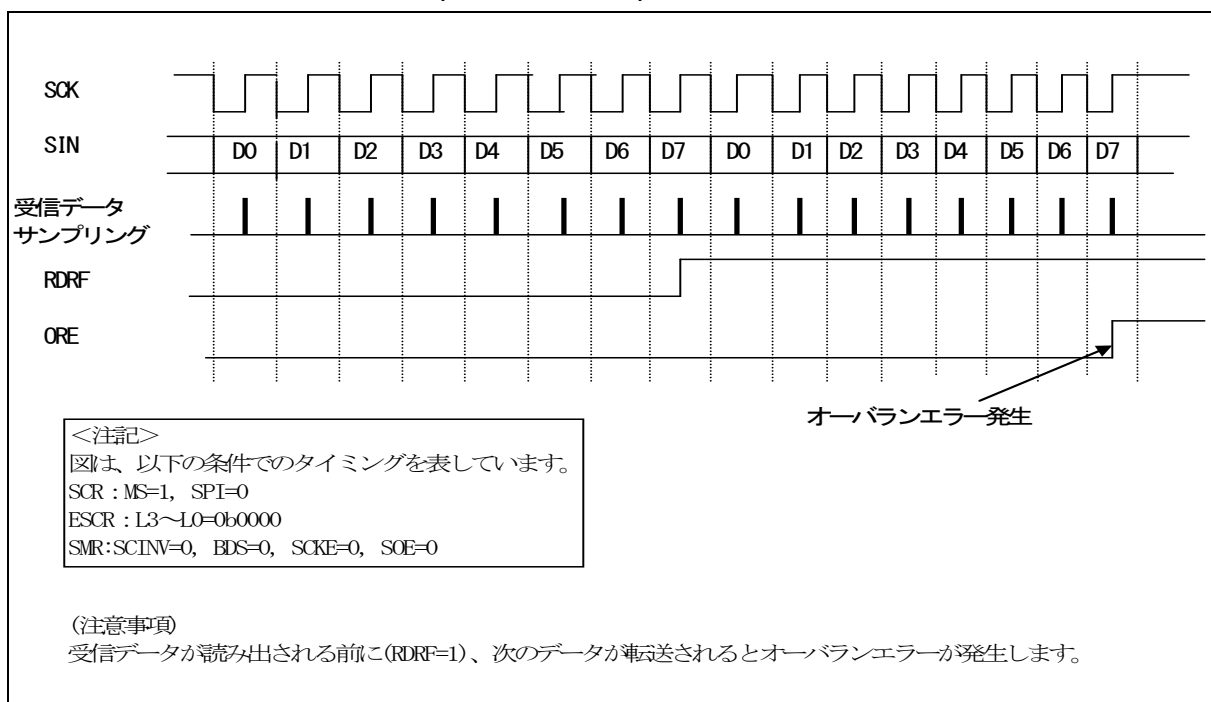 SCK
SIN D0 D1 D2 D3 D4 D5 D6 D7 D0 D1 D2 D3 D4 D5 D6 D7
受信データ
サンプリング
RDRF
ORE
オーバランエラー発生
<注記>
図は、以下の条件でのタイミングを表しています。
SCR:MS=1, SPI=0
ESCR:L3~L0=0b0000
SMR:SCINV=0, BDS=0, SCKE=0, SOE=0
(注意事項)
受信データが読み出される前に(RDRF=1)、次のデータが転送されるとオーバランエラーが発生します。